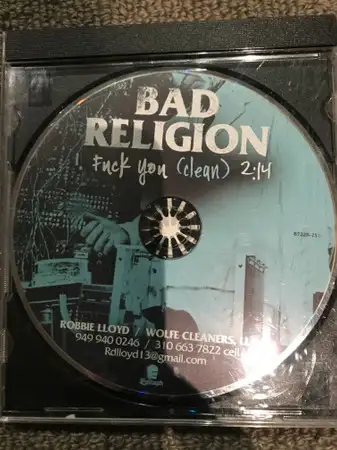 BAD
RELIGION
Fuck you (clean) 2:14
ROBBIE LLOYD / WOLFE CLEANERS,
949 940 0246 / 310 663 7822 cell
Rdlloyd13@gmail.com
Epitaph